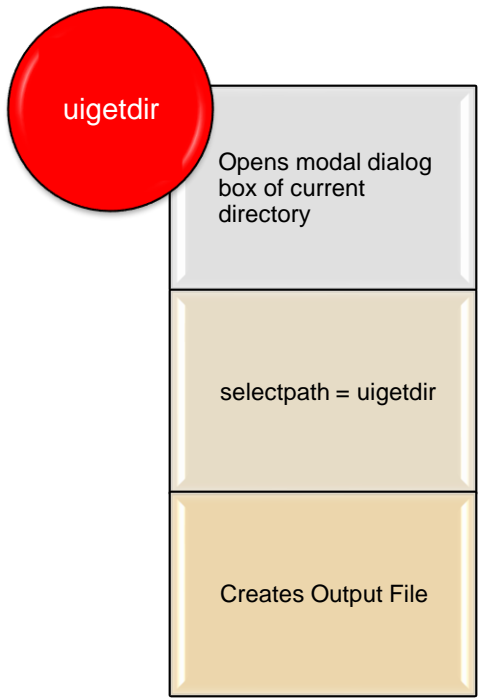 uigetdir
Opens modal dialog
box of current
directory
selectpath = uigetdir
Creates Output File